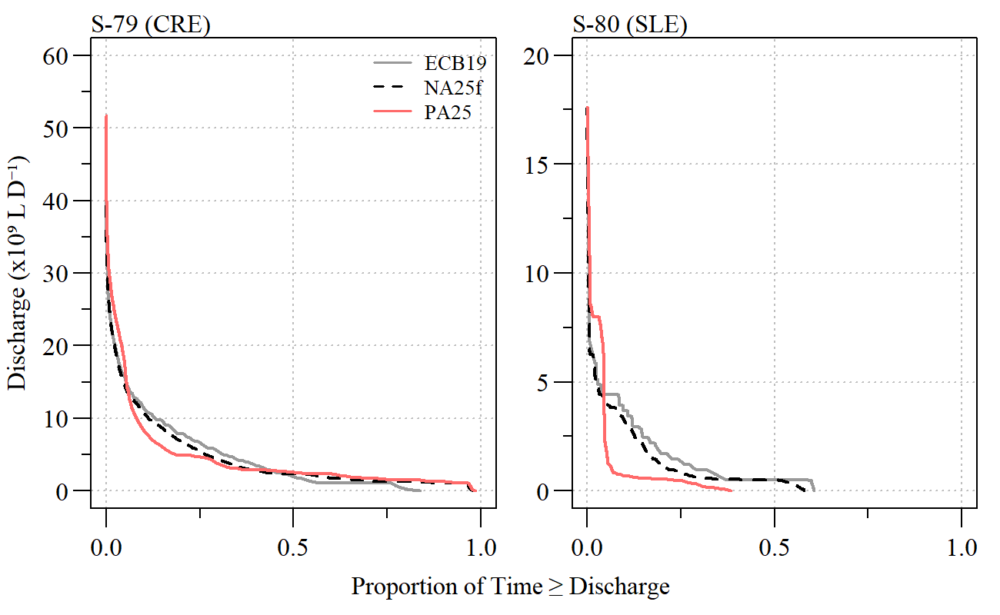 S-79 (CRE)
60
50
40
30
20
10
0
0.0
0.5
1.0
ECB19
NA25f
PA25
S-80 (SLE)
20
15
10
5
0
0.0
0.5
1.0
Discharge (x10⁹ L D⁻¹)
Proportion of Time ≥ Discharge